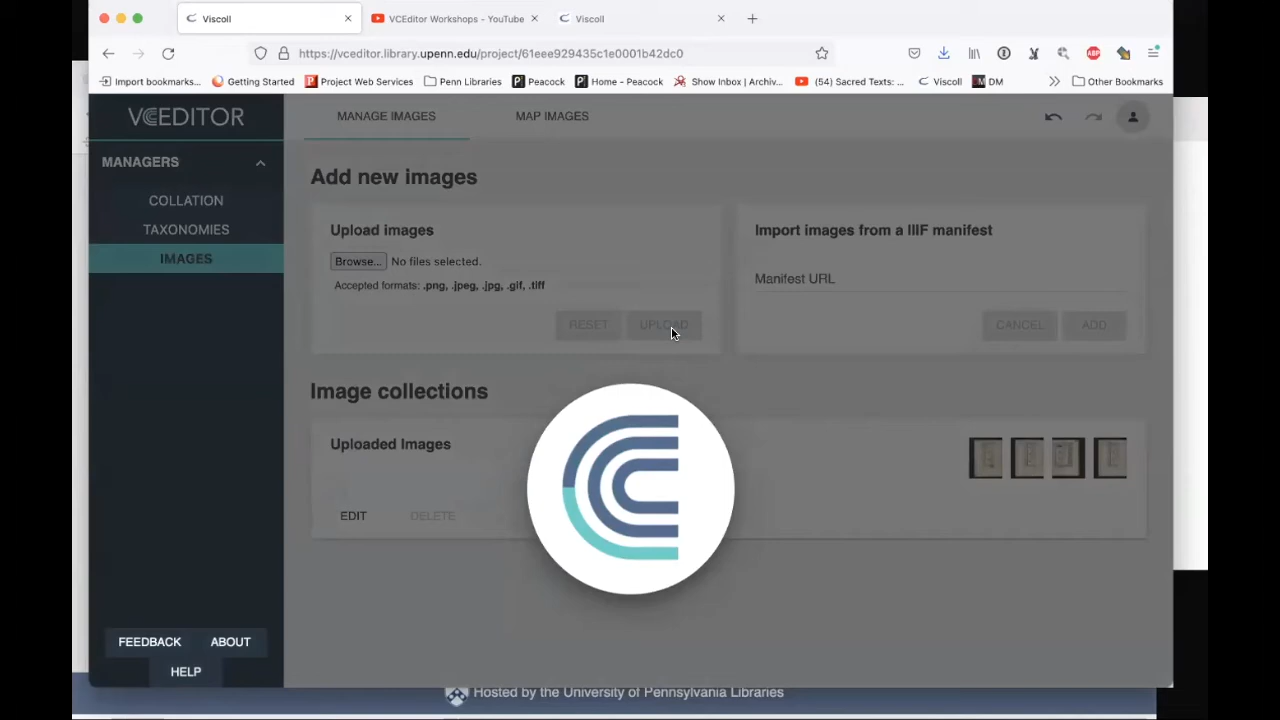 Viscoll
VCEditor Workshops - YouTube
Viscoll
https://vceditor.library.upenn.edu/project/61eee929435c1e0001b42dc0
Import bookmarks...
Getting Started
Project Web Services
Penn Libraries
Peacock
Home - Peacock
Show Inbox | Archiv...
(54) Sacred Texts: ...
Viscoll
DM
Other Bookmarks
VCEDITOR
MANAGE IMAGES
MAP IMAGES
MANAGERS
COLLATION
TAXONOMIES
IMAGES
Add new images
Upload images
Browse... No files selected.
Accepted formats: .png, .jpeg, .jpg, .gif, .tiff
RESET
UPLOAD
Import images from a IIIF manifest
Manifest URL
CANCEL
ADD
Image collections
Uploaded Images
EDIT
DELETE
FEEDBACK
ABOUT
HELP
Hosted by the University of Pennsylvania Libraries